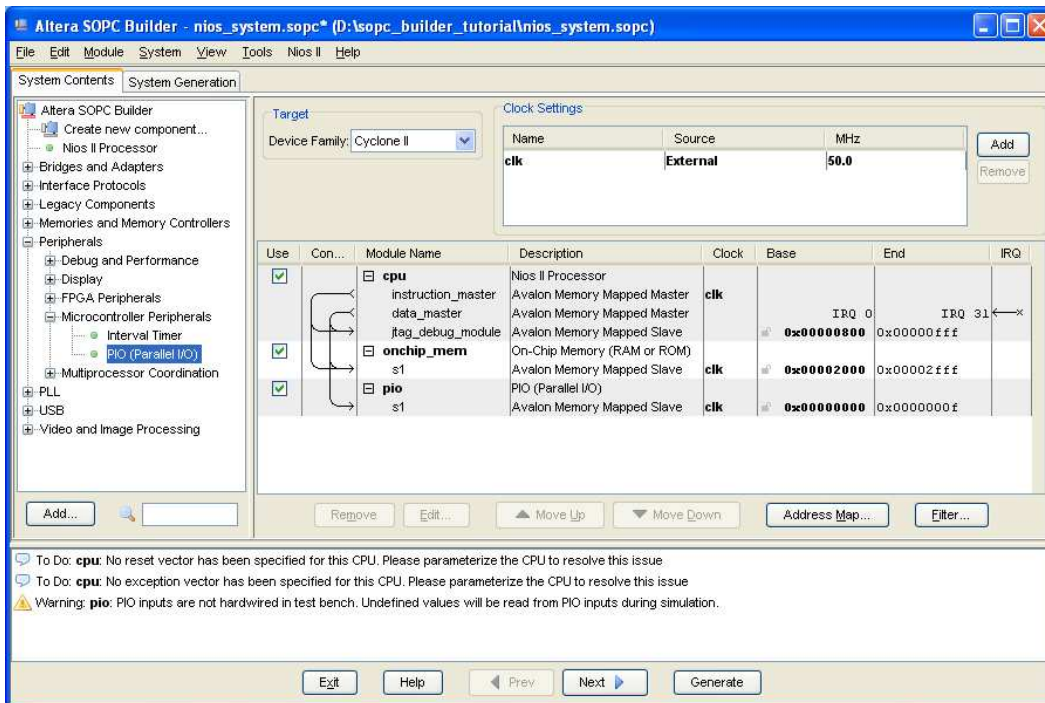 Altera SOPC Builder - nios_system.sopc* (D:\sopc_builder_tutorial\nios_system.sopc)
File Edit Module System View Tools Nios II Help
System Contents System Generation
Altera SOPC Builder
Create new component...
Nios II Processor
Bridges and Adapters
Interface Protocols
Legacy Components
Memories and Memory Controllers
Peripherals
Debug and Performance
Display
FPGA Peripherals
Microcontroller Peripherals
Interval Timer
PIO (Parallel I/O)
Multiprocessor Coordination
PLL
USB
Video and Image Processing
Add...
Target
Device Family: Cyclone II
Clock Settings
Name Source MHz
clk External 50.0
Add
Remove
Use Con... Module Name Description Clock Base End IRQ
cpu Nios II Processor
instruction_master Avalon Memory Mapped Master clk
data_master Avalon Memory Mapped Master IRQ 0 IRQ 31
jtag_debug_module Avalon Memory Mapped Slave 0x00000800 0x00000fff
onchip_mem On-Chip Memory (RAM or ROM)
s1 Avalon Memory Mapped Slave clk 0x00002000 0x00002fff
pio PIO (Parallel I/O)
s1 Avalon Memory Mapped Slave clk 0x00000000 0x0000000f
Remove Edit... Move Up Move Down Address Map... Filter...
To Do: cpu: No reset vector has been specified for this CPU. Please parameterize the CPU to resolve this issue
To Do: cpu: No exception vector has been specified for this CPU. Please parameterize the CPU to resolve this issue
Warning: pio: PIO inputs are not hardwired in test bench. Undefined values will be read from PIO inputs during simulation.
Exit Help Prev Next Generate